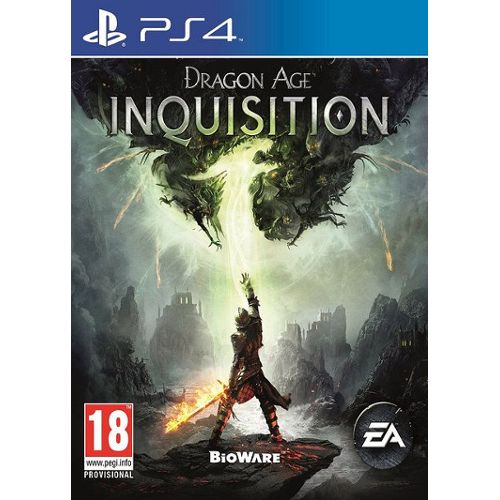 PS4
DRAGON AGE
INQUISITION
18
www.pegi.info
PROVISIONAL
BIOWARE
EA